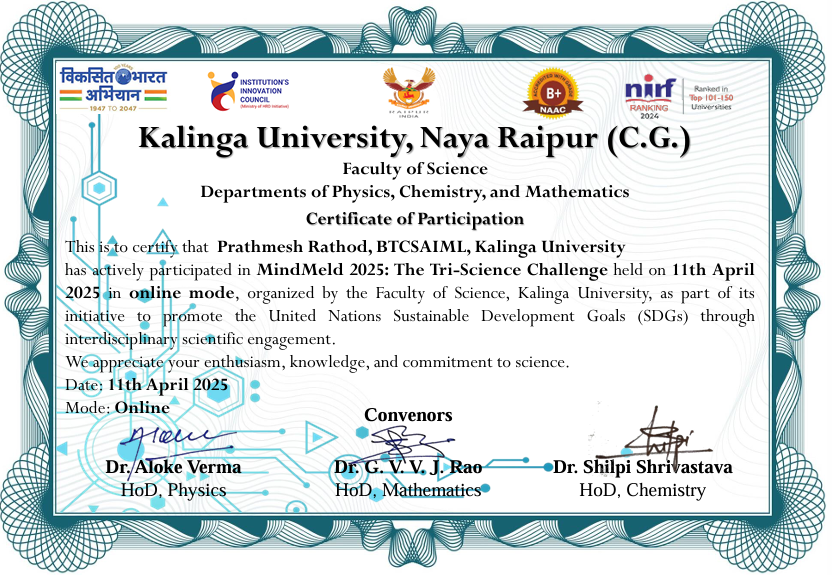 100 YEARS
विकसित भारत
अभियान
1947 TO 2047
INSTITUTION'S
INNOVATION
COUNCIL
(Ministry of HRD Initiative)
RAIPUR
INDIA
B+
NAAC
nirf
RANKING
2024
Ranked in
Top 101-150
Universities
Kalinga University, Naya Raipur (C.G.)
Faculty of Science
Departments of Physics, Chemistry, and Mathematics
Certificate of Participation
This is to certify that Prathmesh Rathod, BTCSAIML, Kalinga University
has actively participated in MindMeld 2025: The Tri-Science Challenge held on 11th April
2025 in online mode, organized by the Faculty of Science, Kalinga University, as part of its
initiative to promote the United Nations Sustainable Development Goals (SDGs) through
interdisciplinary scientific engagement.
We appreciate your enthusiasm, knowledge, and commitment to science.
Date: 11th April 2025
Mode: Online
Convenors
Aloke
Shilpi
Dr. Aloke Verma
Dr. G. V. V. J. Rao
Dr. Shilpi Shrivastava
HoD, Physics
HoD, Mathematics
HoD, Chemistry